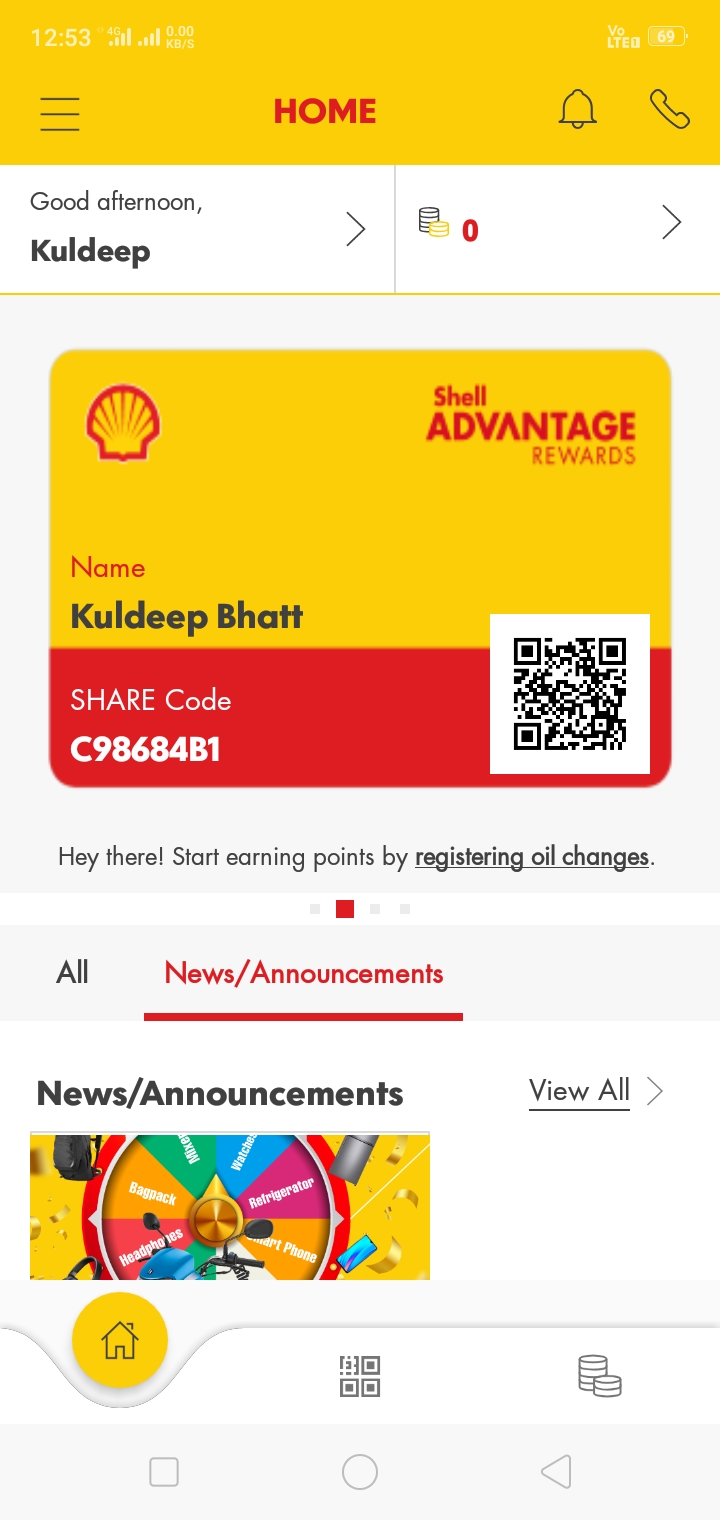 12:53 4G 0.00 KB/S Vo LTE 69
HOME
Good afternoon,
Kuldeep
0
Shell
ADVANTAGE
REWARDS
Name
Kuldeep Bhatt
SHARE Code
C98684B1
Hey there! Start earning points by registering oil changes.
All News/Announcements
News/Announcements View All
Mixer Watches
Bagpack Refrigerator
Headphones Phone